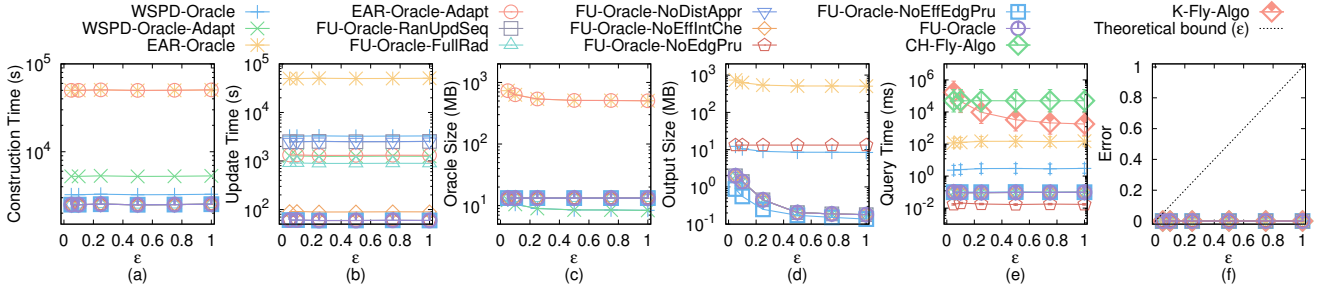 WSPD-Oracle
WSPD-Oracle-Adapt
EAR-Oracle
EAR-Oracle-Adapt
FU-Oracle-RanUpdSeq
FU-Oracle-FullRad
FU-Oracle-NoDistAppr
FU-Oracle-NoEffIntChe
FU-Oracle-NoEdgPru
FU-Oracle-NoEffEdgPru
FU-Oracle
CH-Fly-Algo
K-Fly-Algo
Theoretical bound (ε)
Construction Time (s)
10^5
10^4
0 0.2 0.4 0.6 0.8 1
ε
(a)
Update Time (s)
10^5
10^4
10^3
10^2
0 0.2 0.4 0.6 0.8 1
ε
(b)
Oracle Size (MB)
10^3
10^2
10^1
0 0.2 0.4 0.6 0.8 1
ε
(c)
Output Size (MB)
10^3
10^2
10^1
10^0
10^-1
0 0.2 0.4 0.6 0.8 1
ε
(d)
Query Time (ms)
10^6
10^4
10^2
10^0
10^-2
0 0.2 0.4 0.6 0.8 1
ε
(e)
Error
1
0.8
0.6
0.4
0.2
0
0 0.2 0.4 0.6 0.8 1
ε
(f)